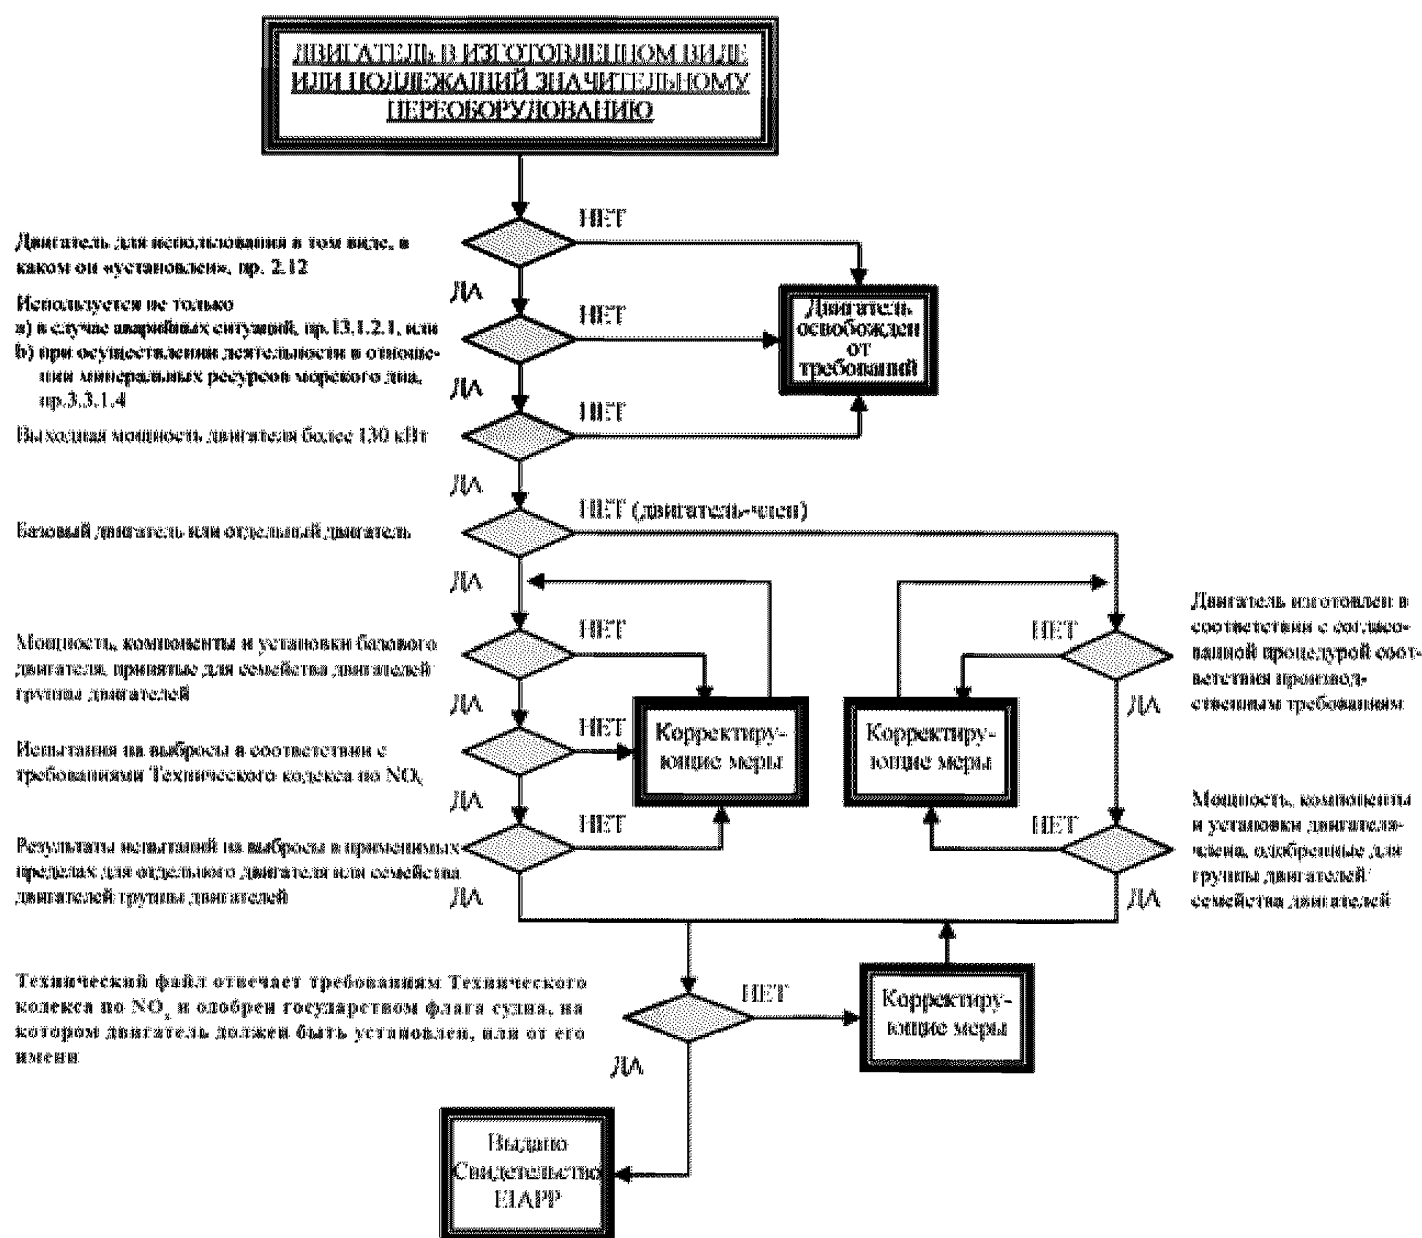 ДВИГАТЕЛЬ В ИЗГОТОВЛЕННОМ ВИДЕ
ИЛИ ПОДЛЕЖАЩИЙ ЗНАЧИТЕЛЬНОМУ
ПЕРЕОБОРУДОВАНИЮ
НЕТ
Двигатель для использования в том виде, в
каком он «установлен», пр. 2.12
ДА
Используется не только
a) в случае аварийных ситуаций, пр.13.1.2.1, или
b) при осуществлении деятельности в отноше-
нии минеральных ресурсов морского дна,
пр.3.3.1.4
НЕТ
Двигатель
освобожден
от
требований
ДА
НЕТ
Выходная мощность двигателя более 130 кВт
ДА
НЕТ (двигатель-член)
Базовый двигатель или отдельный двигатель
ДА
Мощность, компоненты и установки базового
двигателя, принятые для семейства двигателей/
группы двигателей
НЕТ
ДА
Испытания на выбросы в соответствии с
требованиями Технического кодекса по NOx
НЕТ
Корректиру-
ющие меры
ДА
НЕТ
Результаты испытаний на выбросы в применимых
пределах для отдельного двигателя или семейства
двигателей/группы двигателей
ДА
Двигатель изготовлен в
соответствии с согласо-
ванной процедурой соот-
ветствия производ-
ственным требованиям
НЕТ
ДА
Корректиру-
ющие меры
Мощность, компоненты
и установки двигателя-
члена, одобренные для
группы двигателей/
семейства двигателей
НЕТ
ДА
Технический файл отвечает требованиям Технического
кодекса по NOx и одобрен государством флага судна, на
котором двигатель должен быть установлен, или от его
имени
НЕТ
Корректиру-
ющие меры
ДА
Выдано
Свидетельство
EIAPP